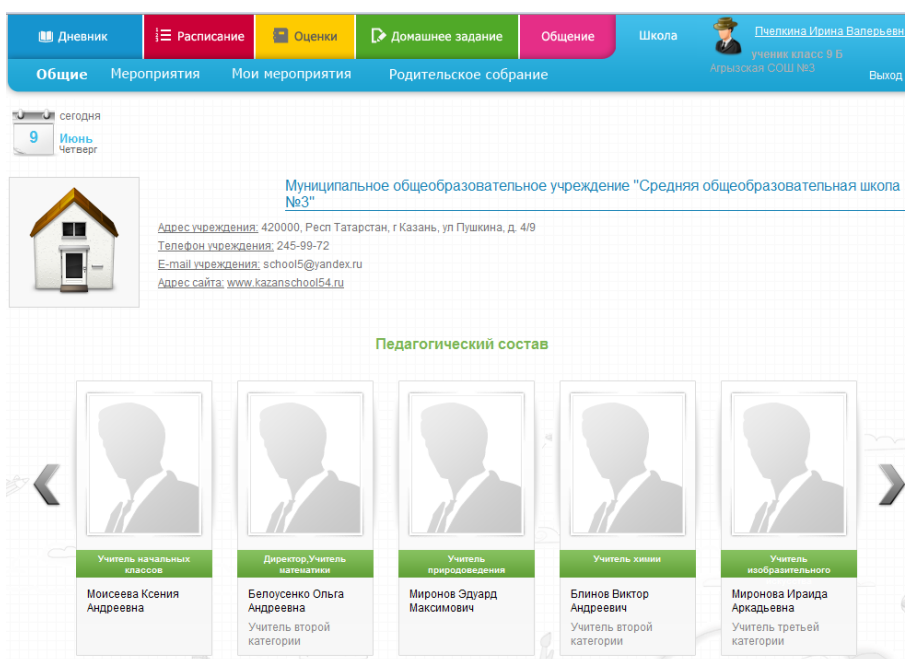 Дневник
Расписание
Оценки
Домашнее задание
Общение
Школа
Пчелкина Ирина Валерьевн
ученик класс 9 Б
Агрызская СОШ №3
Выход
Общие
Мероприятия
Мои мероприятия
Родительское собрание
сегодня
9
Июнь
Четверг
Муниципальное общеобразовательное учреждение "Средняя общеобразовательная школа
№3"
Адрес учреждения: 420000, Респ Татарстан, г Казань, ул Пушкина, д. 4/9
Телефон учреждения: 245-99-72
E-mail учреждения: school5@yandex.ru
Адрес сайта: www.kazanschool54.ru
Педагогический состав
Учитель начальных
классов
Моисеева Ксения
Андреевна
Директор,Учитель
математики
Белоусенко Ольга
Андреевна
Учитель второй
категории
Учитель
природоведения
Миронов Эдуард
Максимович
Учитель химии
Блинов Виктор
Андреевич
Учитель второй
категории
Учитель
изобразительного
Миронова Ираида
Аркадьевна
Учитель третьей
категории